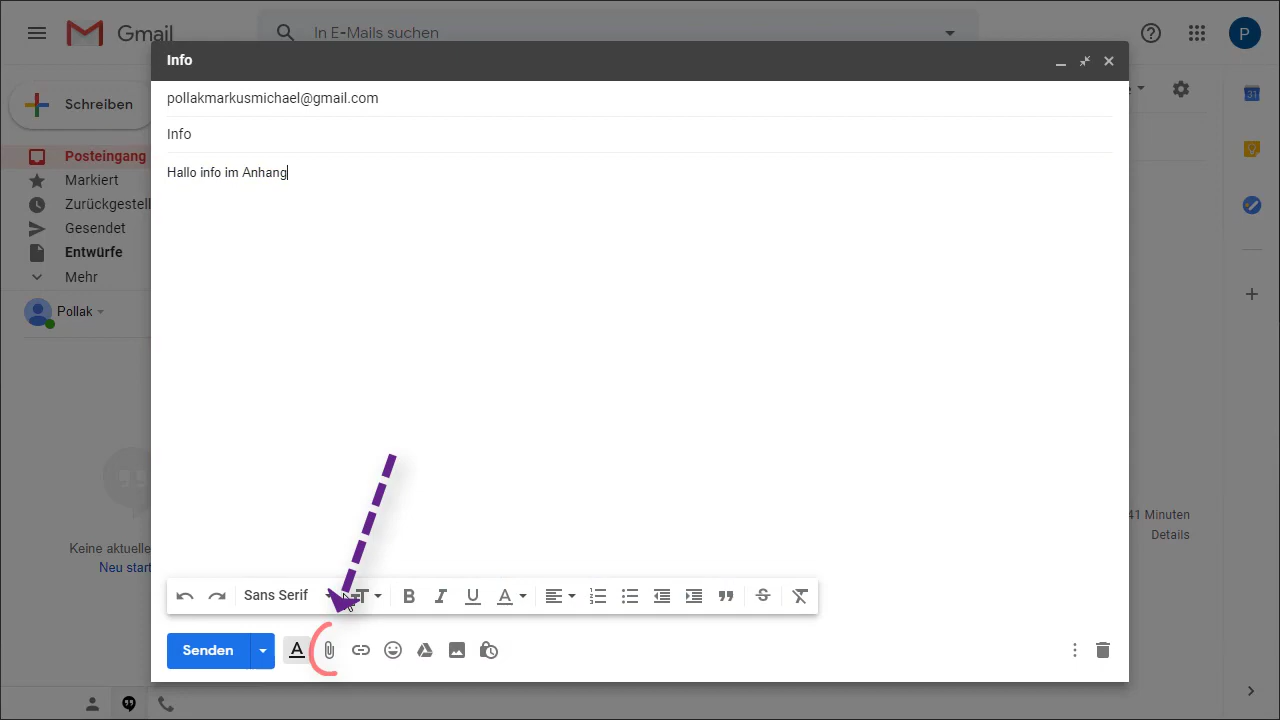 Gmail
In E-Mails suchen
P
Info
Schreiben
pollakmarkusmichael@gmail.com
31
Info
Posteingang
Hallo info im Anhang
Markiert
Zurückgestell
Gesendet
Entwürfe
Mehr
Pollak
41 Minuten
Details
Keine aktuelle
Neu start
Sans Serif
Senden